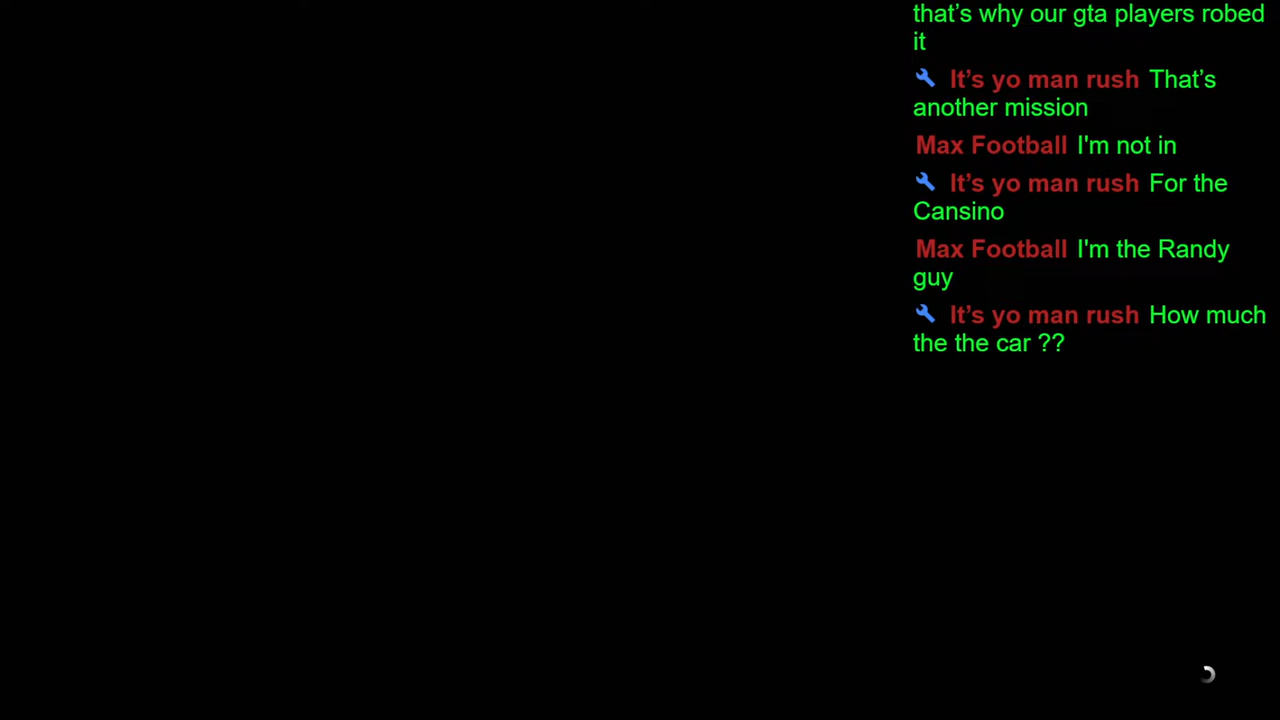 that’s why our gta players robed
it
It’s yo man rush That’s
another mission
Max Football I'm not in
It’s yo man rush For the
Cansino
Max Football I'm the Randy
guy
It’s yo man rush How much
the the car ??